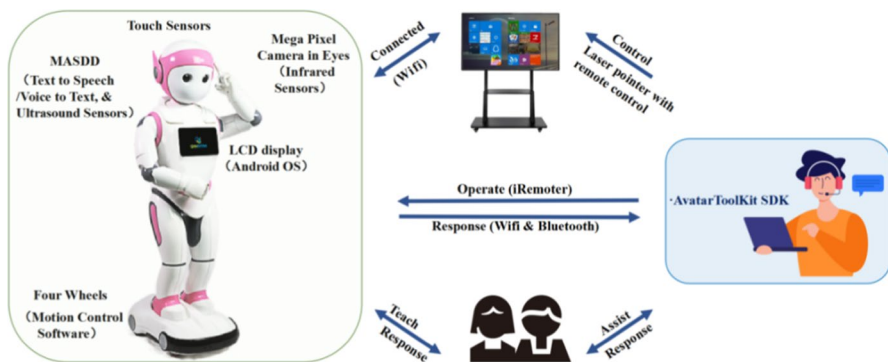 Touch Sensors
MASDD
(Text to Speech
/Voice to Text, &
Ultrasound Sensors)
Mega Pixel
Camera in Eyes
(Infrared
Sensors)
LCD display
(Android OS)
Four Wheels
(Motion Control
Software)
Connected
(Wifi)
Control
Laser pointer with
remote control
Operate (iRemoter)
Response (Wifi & Bluetooth)
·AvatarToolKit SDK
Teach
Response
Assist
Response